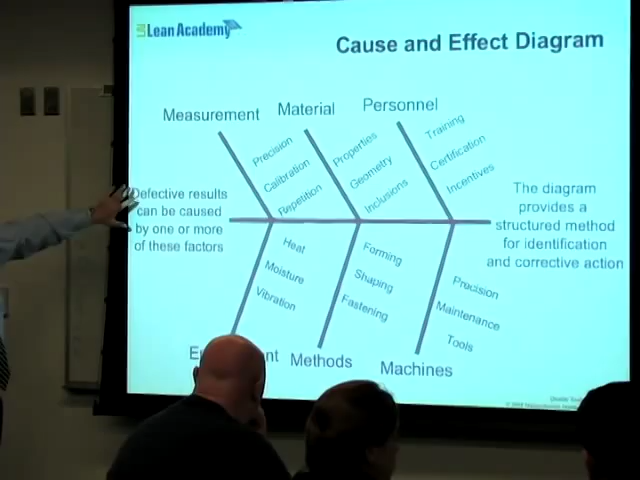 Lean Academy
Cause and Effect Diagram
Measurement
Material
Personnel
Precision
Calibration
Repetition
Properties
Geometry
Inclusions
Training
Certification
Incentives
Defective results
can be caused
by one or more
of these factors
The diagram
provides a
structured method
for identification
and corrective action
Heat
Moisture
Vibration
Forming
Shaping
Fastening
Precision
Maintenance
Tools
Methods
Machines